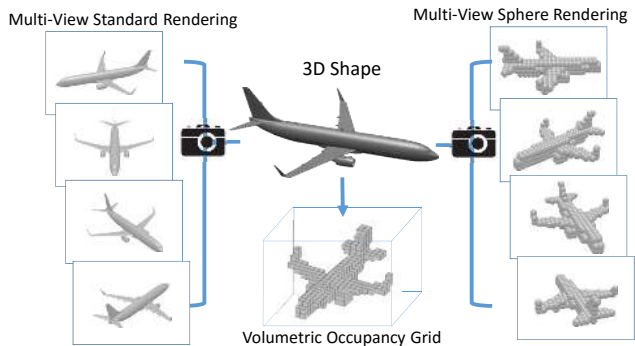 Multi-View Standard Rendering
Multi-View Sphere Rendering
3D Shape
Volumetric Occupancy Grid